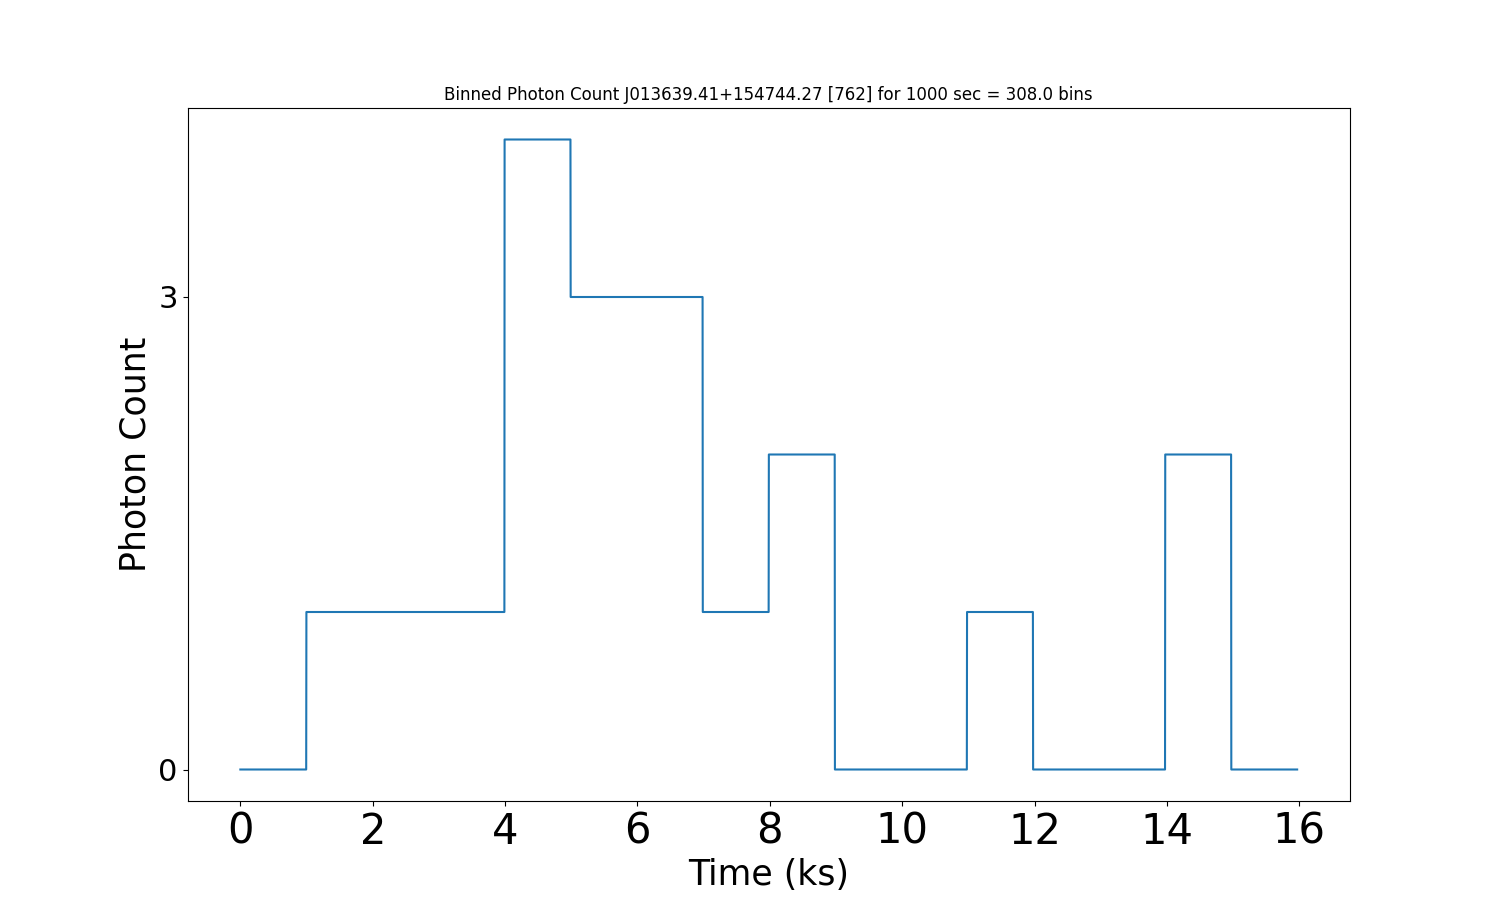 Binned Photon Count J013639.41+154744.27 [762] for 1000 sec = 308.0 bins
3
0
Photon Count
0 2 4 6 8 10 12 14 16
Time (ks)